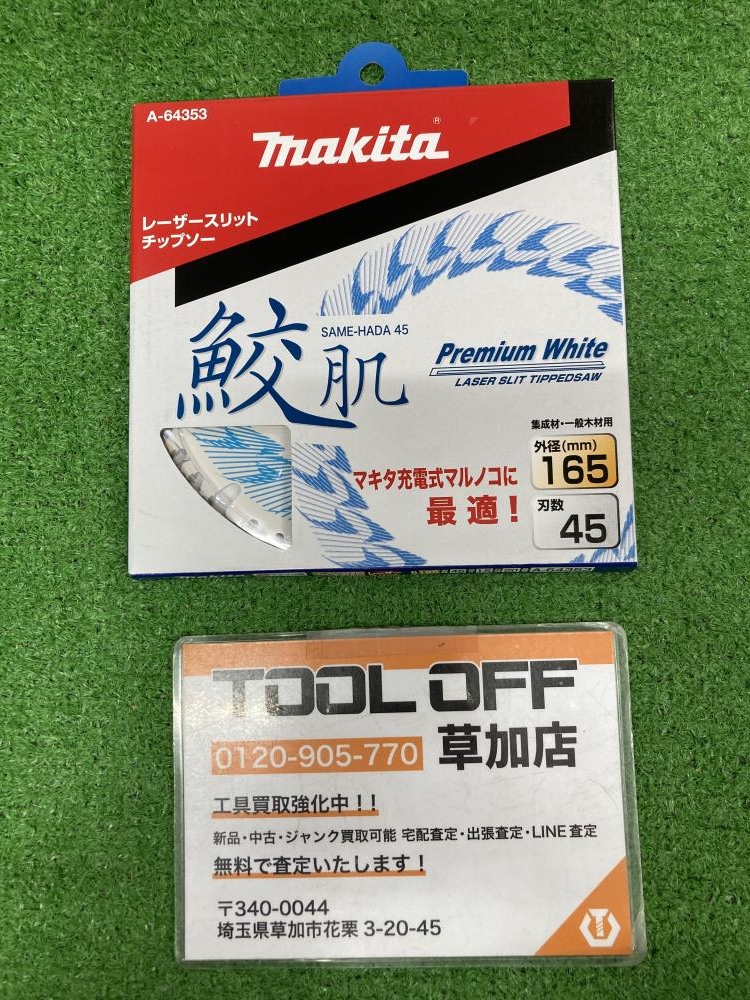 A-64353
makita®
レーザースリット
チップソー
鮫肌
SAME-HADA 45
Premium White
LASER SLIT TIPPEDSAW
集成材・一般木材用
外径(mm)
165
マキタ充電式マルノコに
最適！
刃数
45
makita
TOOL OFF
0120-905-770 草加店
工具買取強化中！！
新品・中古・ジャンク買取可能 宅配査定・出張査定・LINE査定
無料で査定いたします！
〒340-0044
埼玉県草加市花栗 3-20-45